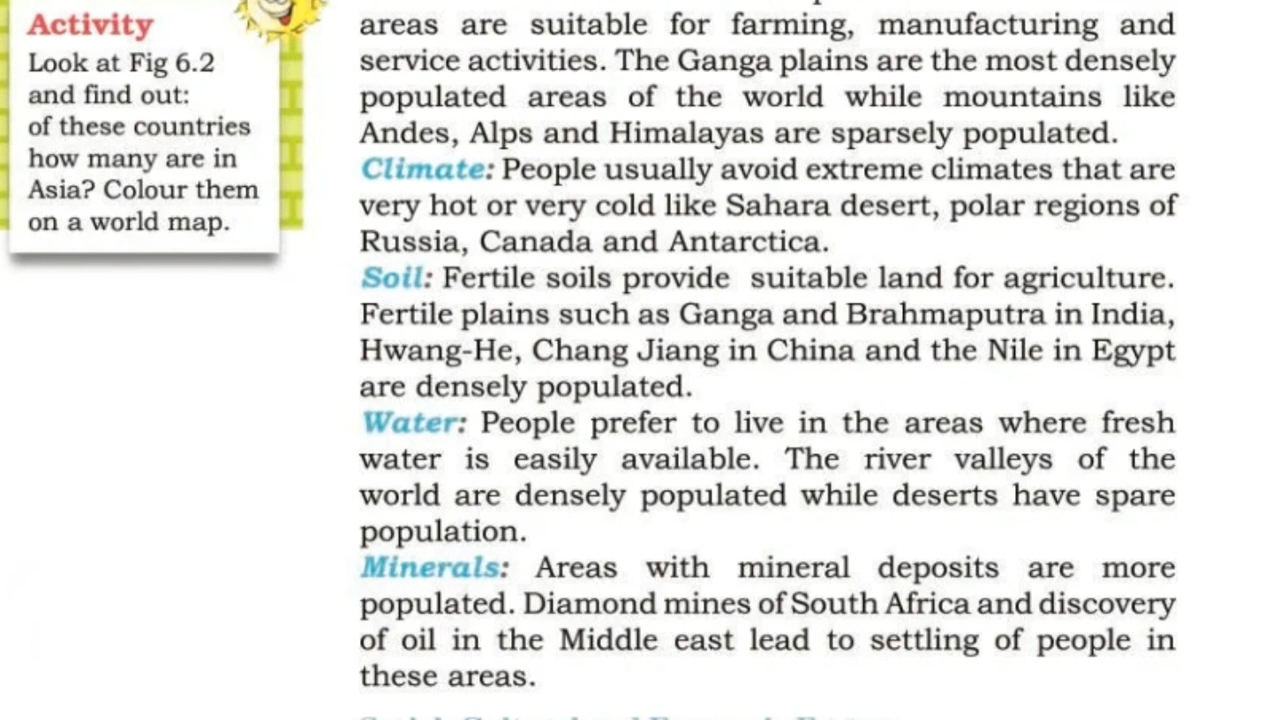 Activity
Look at Fig 6.2
and find out:
of these countries
how many are in
Asia? Colour them
on a world map.
areas are suitable for farming, manufacturing and
service activities. The Ganga plains are the most densely
populated areas of the world while mountains like
Andes, Alps and Himalayas are sparsely populated.
Climate: People usually avoid extreme climates that are
very hot or very cold like Sahara desert, polar regions of
Russia, Canada and Antarctica.
Soil: Fertile soils provide suitable land for agriculture.
Fertile plains such as Ganga and Brahmaputra in India,
Hwang-He, Chang Jiang in China and the Nile in Egypt
are densely populated.
Water: People prefer to live in the areas where fresh
water is easily available. The river valleys of the
world are densely populated while deserts have spare
population.
Minerals: Areas with mineral deposits are more
populated. Diamond mines of South Africa and discovery
of oil in the Middle east lead to settling of people in
these areas.